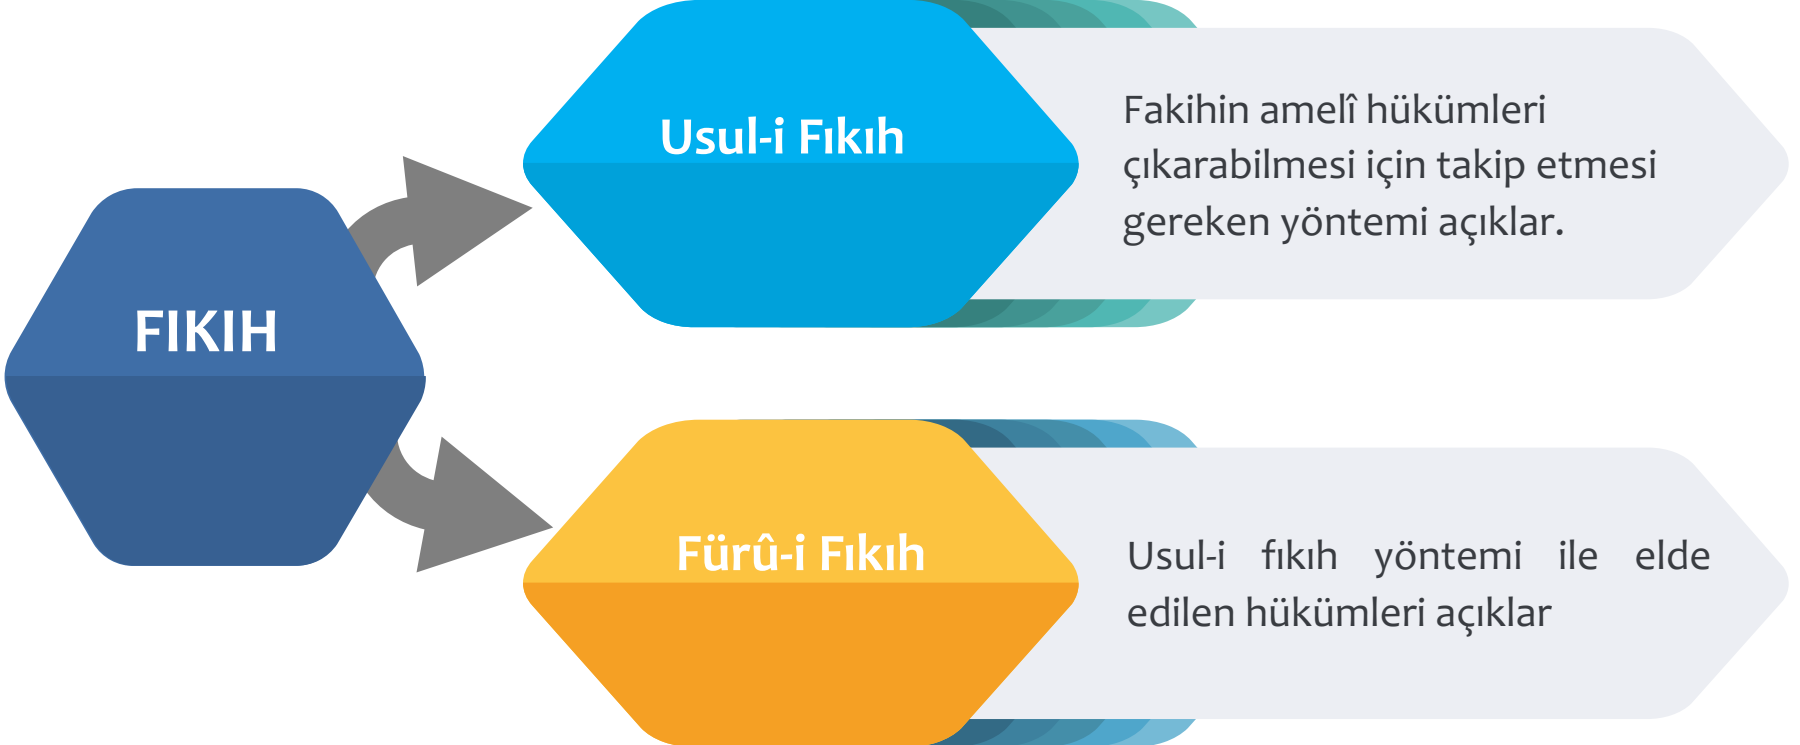 FIKIH
Usul-i Fıkıh
Fakihin amelî hükümleri
çıkarabilmesi için takip etmesi
gereken yöntemi açıklar.
Fürû-i Fıkıh
Usul-i fıkıh yöntemi ile elde
edilen hükümleri açıklar